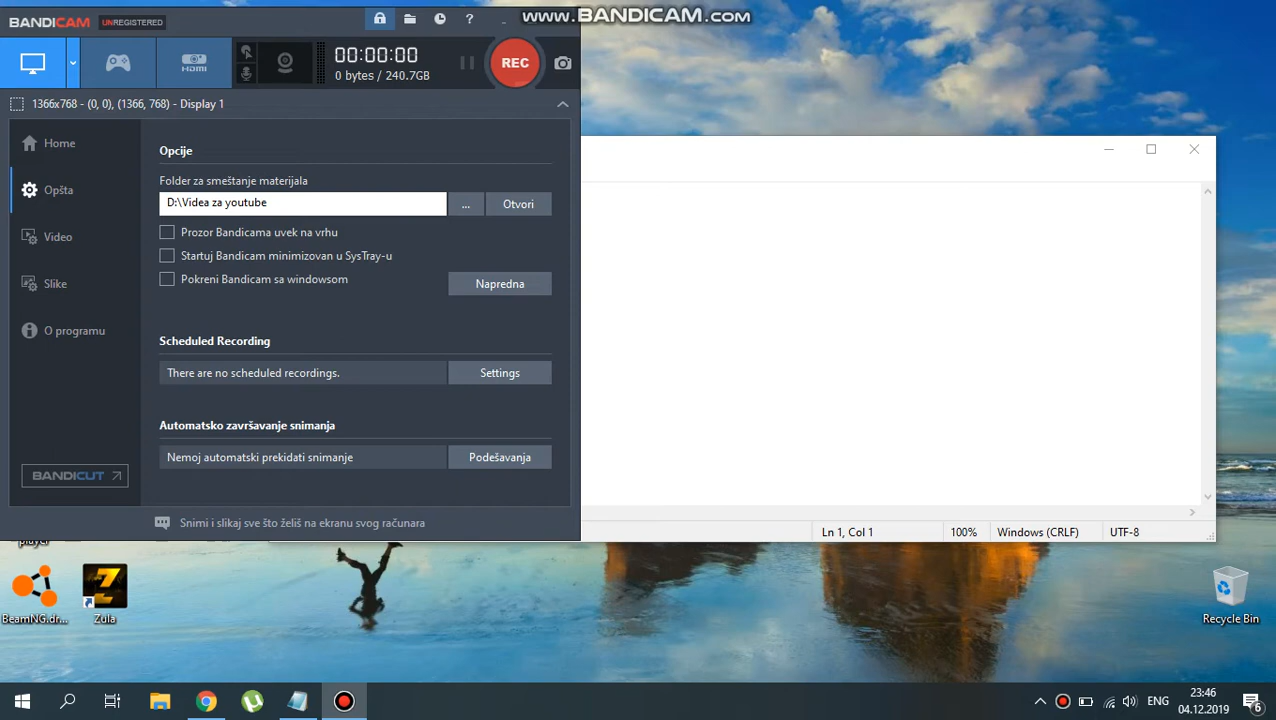 BANDICAM UNREGISTERED
www.BANDICAM.com
HDMI
00:00:00
0 bytes / 240.7GB
REC
1366x768 - (0, 0), (1366, 768) - Display 1
Home
Opšta
Video
Slike
O programu
BANDICUT
Opcije
Folder za smeštanje materijala
D:\Videa za youtube
...
Otvori
Prozor Bandicama uvek na vrhu
Startuj Bandicam minimizovan u SysTray-u
Pokreni Bandicam sa windowsom
Napredna
Scheduled Recording
There are no scheduled recordings.
Settings
Automatsko završavanje snimanja
Nemoj automatski prekidati snimanje
Podešavanja
Snimi i slikaj sve što želiš na ekranu svog računara
Ln 1, Col 1
100%
Windows (CRLF)
UTF-8
player
BeamNG.dr...
Zula
Recycle Bin
ENG
23:46
04.12.2019
6